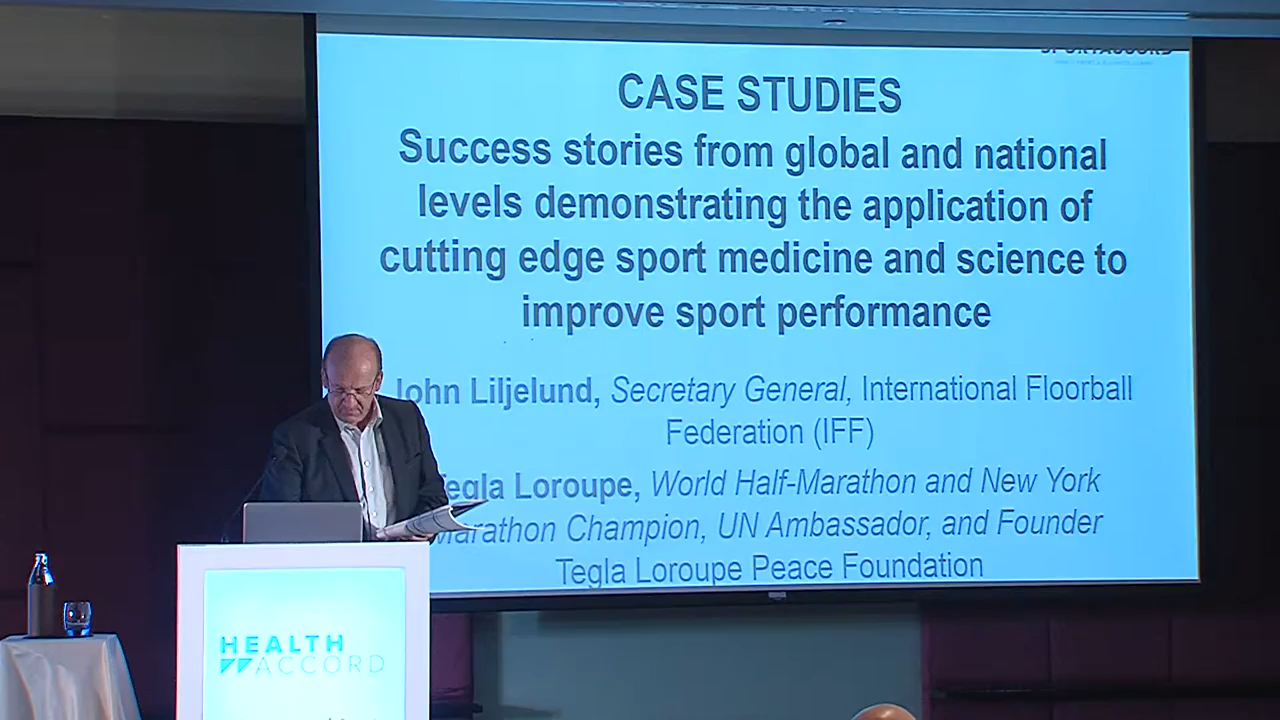 SPORTACCORD
CASE STUDIES
Success stories from global and national
levels demonstrating the application of
cutting edge sport medicine and science to
improve sport performance
John Liljelund, Secretary General, International Floorball
Federation (IFF)
Tegla Loroupe, World Half-Marathon and New York
Marathon Champion, UN Ambassador, and Founder
Tegla Loroupe Peace Foundation
HEALTH
ACCORD